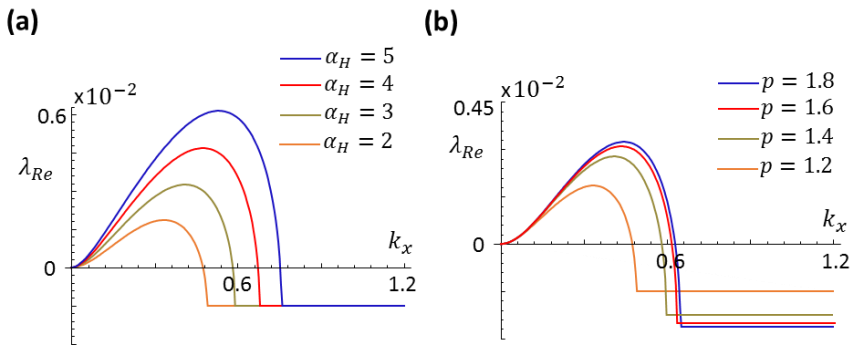 (a)
x10⁻²
0.6
λ_Re
0
k_x
0.6
1.2
α_H = 5
α_H = 4
α_H = 3
α_H = 2
(b)
x10⁻²
0.45
λ_Re
0
k_x
0.6
1.2
p = 1.8
p = 1.6
p = 1.4
p = 1.2